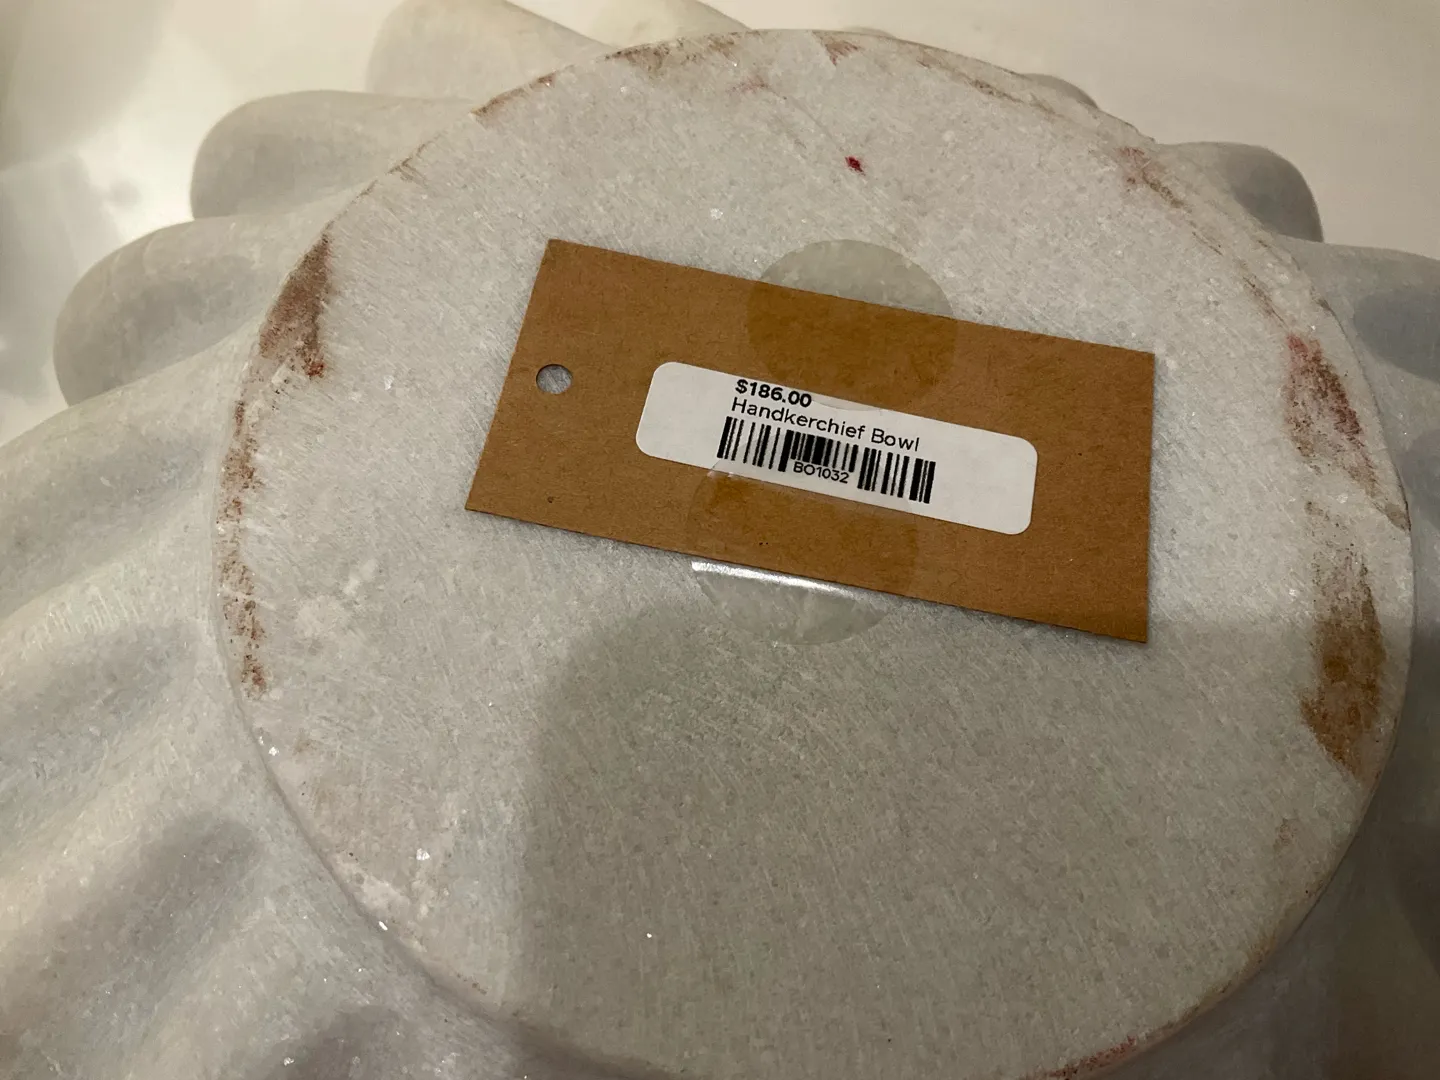 $186.00
Handkerchief Bowl
BO1032